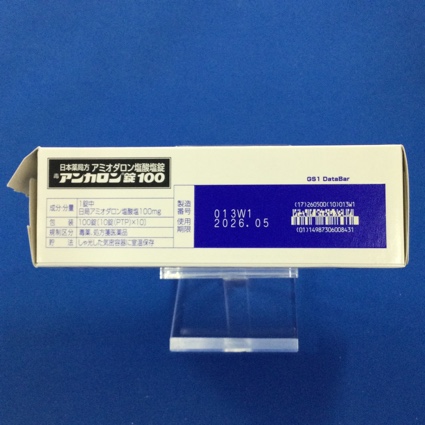 日本薬局方 アミオダロン塩酸塩錠
アンカロン錠100
成分・分量
1錠中
日局アミオダロン塩酸塩100mg
包装 100錠(10錠(PTP)×10)
規制区分 毒薬、処方箋医薬品
貯法 しゃ光した気密容器に室温保存
製造番号 013W1
使用期限 2026.05
GS1 DataBar
(17)260500(10)013W1
(01)14987306008431